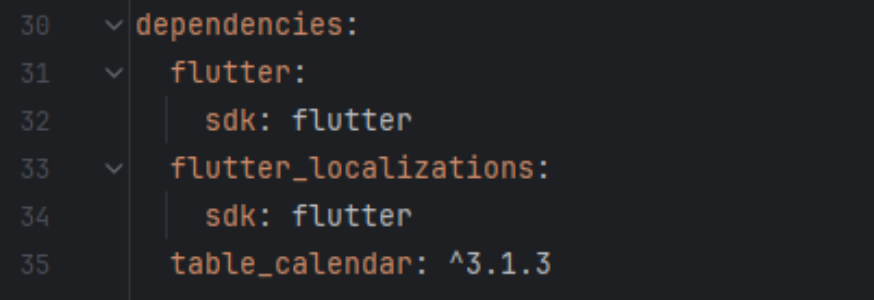 30 dependencies:
31 flutter:
32 sdk: flutter
33 flutter_localizations:
34 sdk: flutter
35 table_calendar: ^3.1.3